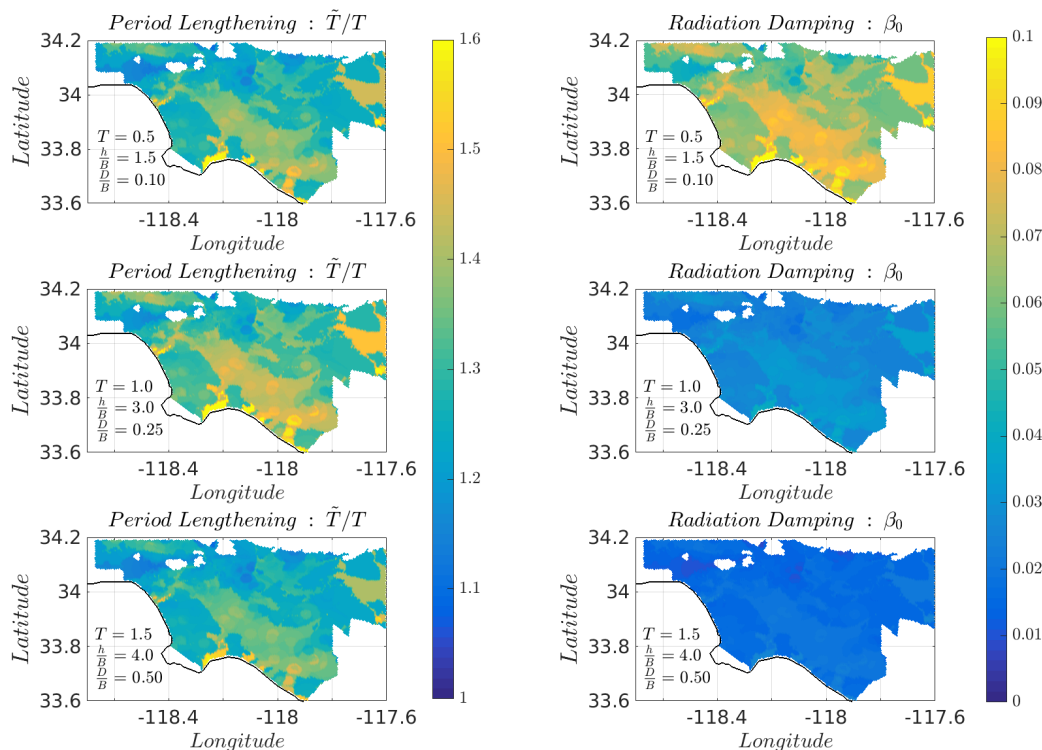 Period Lengthening : T̃/T
34.2
34
33.8
33.6
Latitude
T = 0.5
h/B = 1.5
D/B = 0.10
-118.4
-118
-117.6
Longitude
Radiation Damping : β₀
34.2
34
33.8
33.6
Latitude
T = 0.5
h/B = 1.5
D/B = 0.10
-118.4
-118
-117.6
Longitude
Period Lengthening : T̃/T
34.2
34
33.8
33.6
Latitude
T = 1.0
h/B = 3.0
D/B = 0.25
-118.4
-118
-117.6
Longitude
Radiation Damping : β₀
34.2
34
33.8
33.6
Latitude
T = 1.0
h/B = 3.0
D/B = 0.25
-118.4
-118
-117.6
Longitude
Period Lengthening : T̃/T
34.2
34
33.8
33.6
Latitude
T = 1.5
h/B = 4.0
D/B = 0.50
-118.4
-118
-117.6
Longitude
Radiation Damping : β₀
34.2
34
33.8
33.6
Latitude
T = 1.5
h/B = 4.0
D/B = 0.50
-118.4
-118
-117.6
Longitude
1.6
1.5
1.4
1.3
1.2
1.1
1
0.1
0.09
0.08
0.07
0.06
0.05
0.04
0.03
0.02
0.01
0